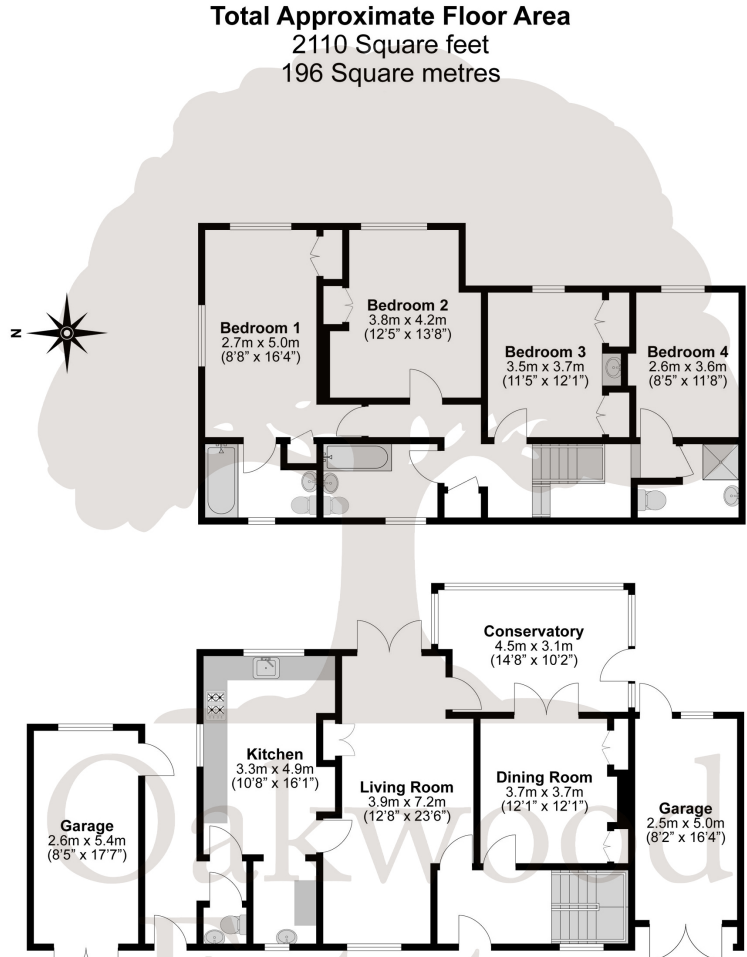 Total Approximate Floor Area
2110 Square feet
196 Square metres
N
Bedroom 1
2.7m x 5.0m
(8'8" x 16'4")
Bedroom 2
3.8m x 4.2m
(12'5" x 13'8")
Bedroom 3
3.5m x 3.7m
(11'5" x 12'1")
Bedroom 4
2.6m x 3.6m
(8'5" x 11'8")
Conservatory
4.5m x 3.1m
(14'8" x 10'2")
Kitchen
3.3m x 4.9m
(10'8" x 16'1")
Living Room
3.9m x 7.2m
(12'8" x 23'6")
Dining Room
3.7m x 3.7m
(12'1" x 12'1")
Garage
2.6m x 5.4m
(8'5" x 17'7")
Garage
2.5m x 5.0m
(8'2" x 16'4")
Oakwood